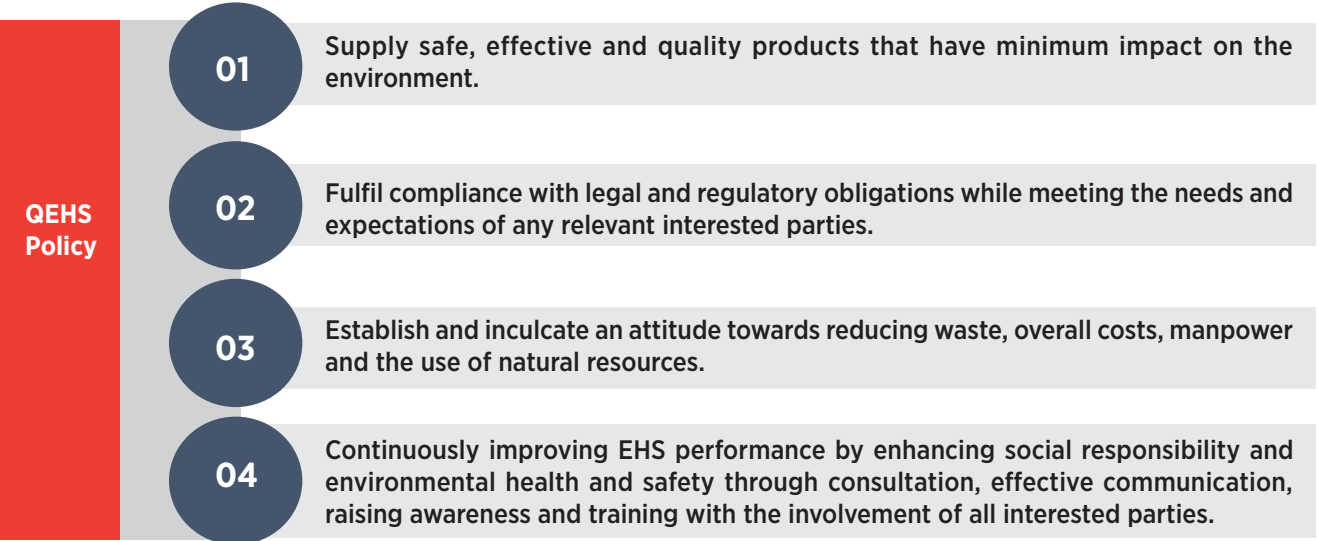 QEHS
Policy
01
Supply safe, effective and quality products that have minimum impact on the
environment.
02
Fulfil compliance with legal and regulatory obligations while meeting the needs and
expectations of any relevant interested parties.
03
Establish and inculcate an attitude towards reducing waste, overall costs, manpower
and the use of natural resources.
04
Continuously improving EHS performance by enhancing social responsibility and
environmental health and safety through consultation, effective communication,
raising awareness and training with the involvement of all interested parties.